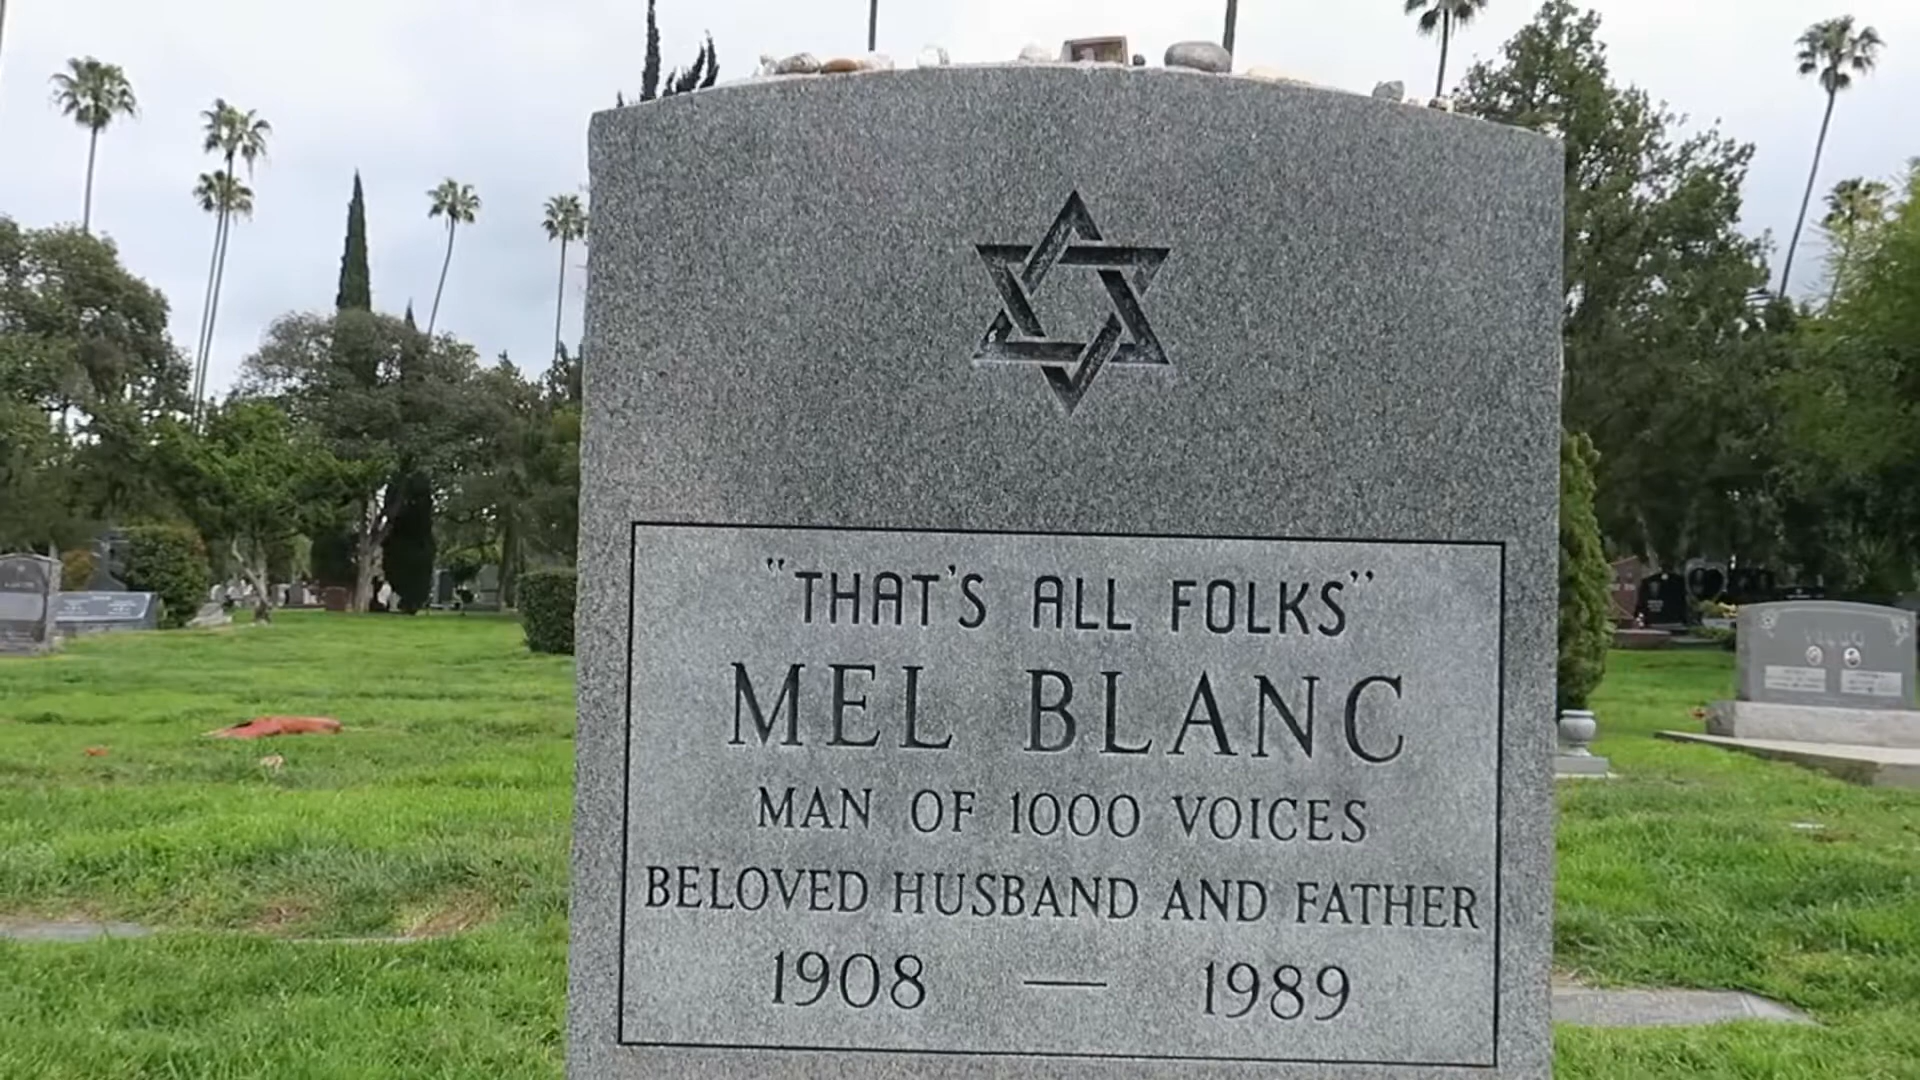 "THAT'S ALL FOLKS"
MEL BLANC
MAN OF 1000 VOICES
BELOVED HUSBAND AND FATHER
1908 — 1989